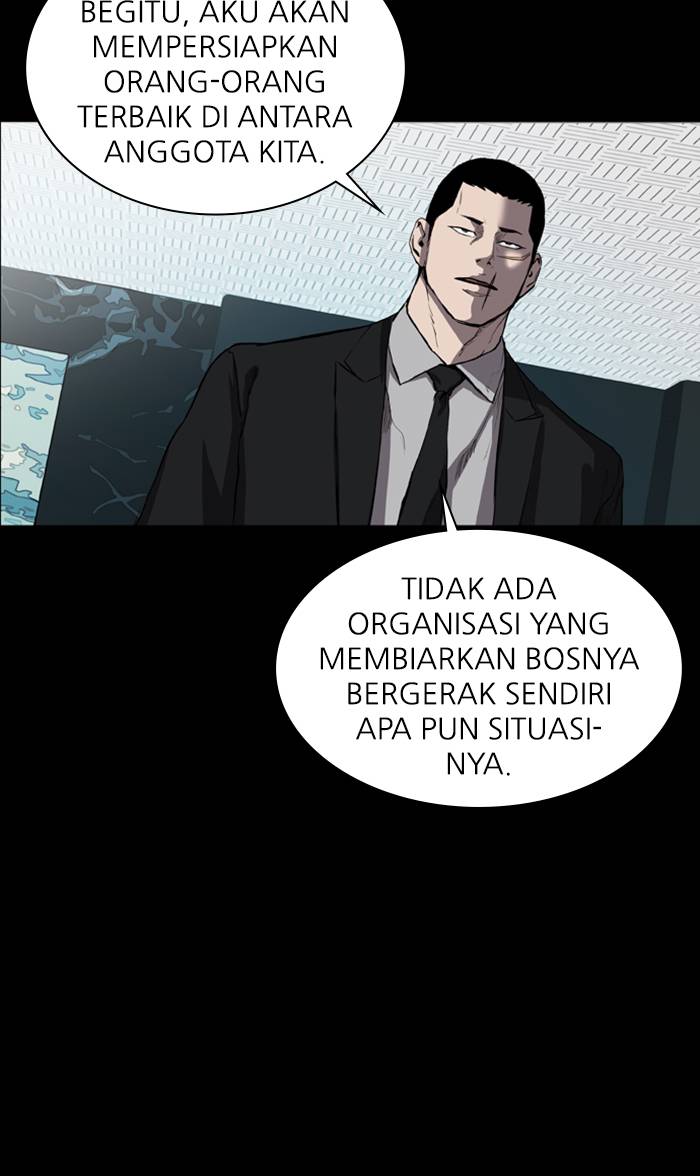 BEGITU, AKU AKAN
MEMPERSIAPKAN
ORANG-ORANG
TERBAIK DI ANTARA
ANGGOTA KITA.
TIDAK ADA
ORGANISASI YANG
MEMBIARKAN BOSNYA
BERGERAK SENDIRI
APA PUN SITUASI-
NYA.